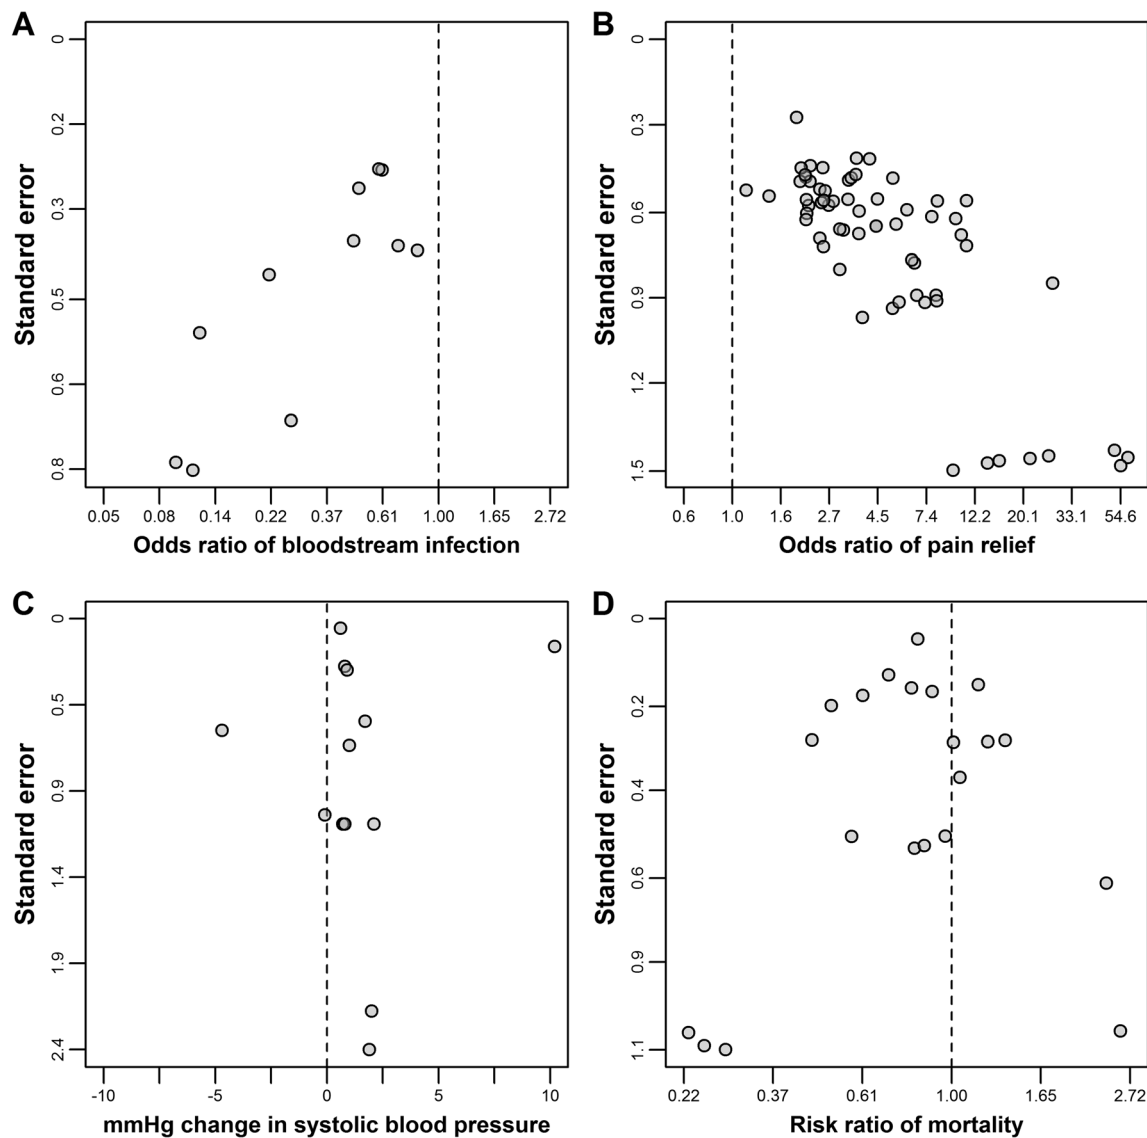 A
Standard error
0
0.2
0.3
0.5
0.6
0.8
0.05 0.08 0.14 0.22 0.37 0.61 1.00 1.65 2.72
Odds ratio of bloodstream infection
B
Standard error
0
0.3
0.6
0.9
1.2
1.5
0.6 1.0 1.6 2.7 4.5 7.4 12.2 20.1 33.1 54.6
Odds ratio of pain relief
C
Standard error
0
0.5
0.9
1.4
1.9
2.4
-10 -5 0 5 10
mmHg change in systolic blood pressure
D
Standard error
0
0.2
0.4
0.6
0.9
1.1
0.22 0.37 0.61 1.00 1.65 2.72
Risk ratio of mortality